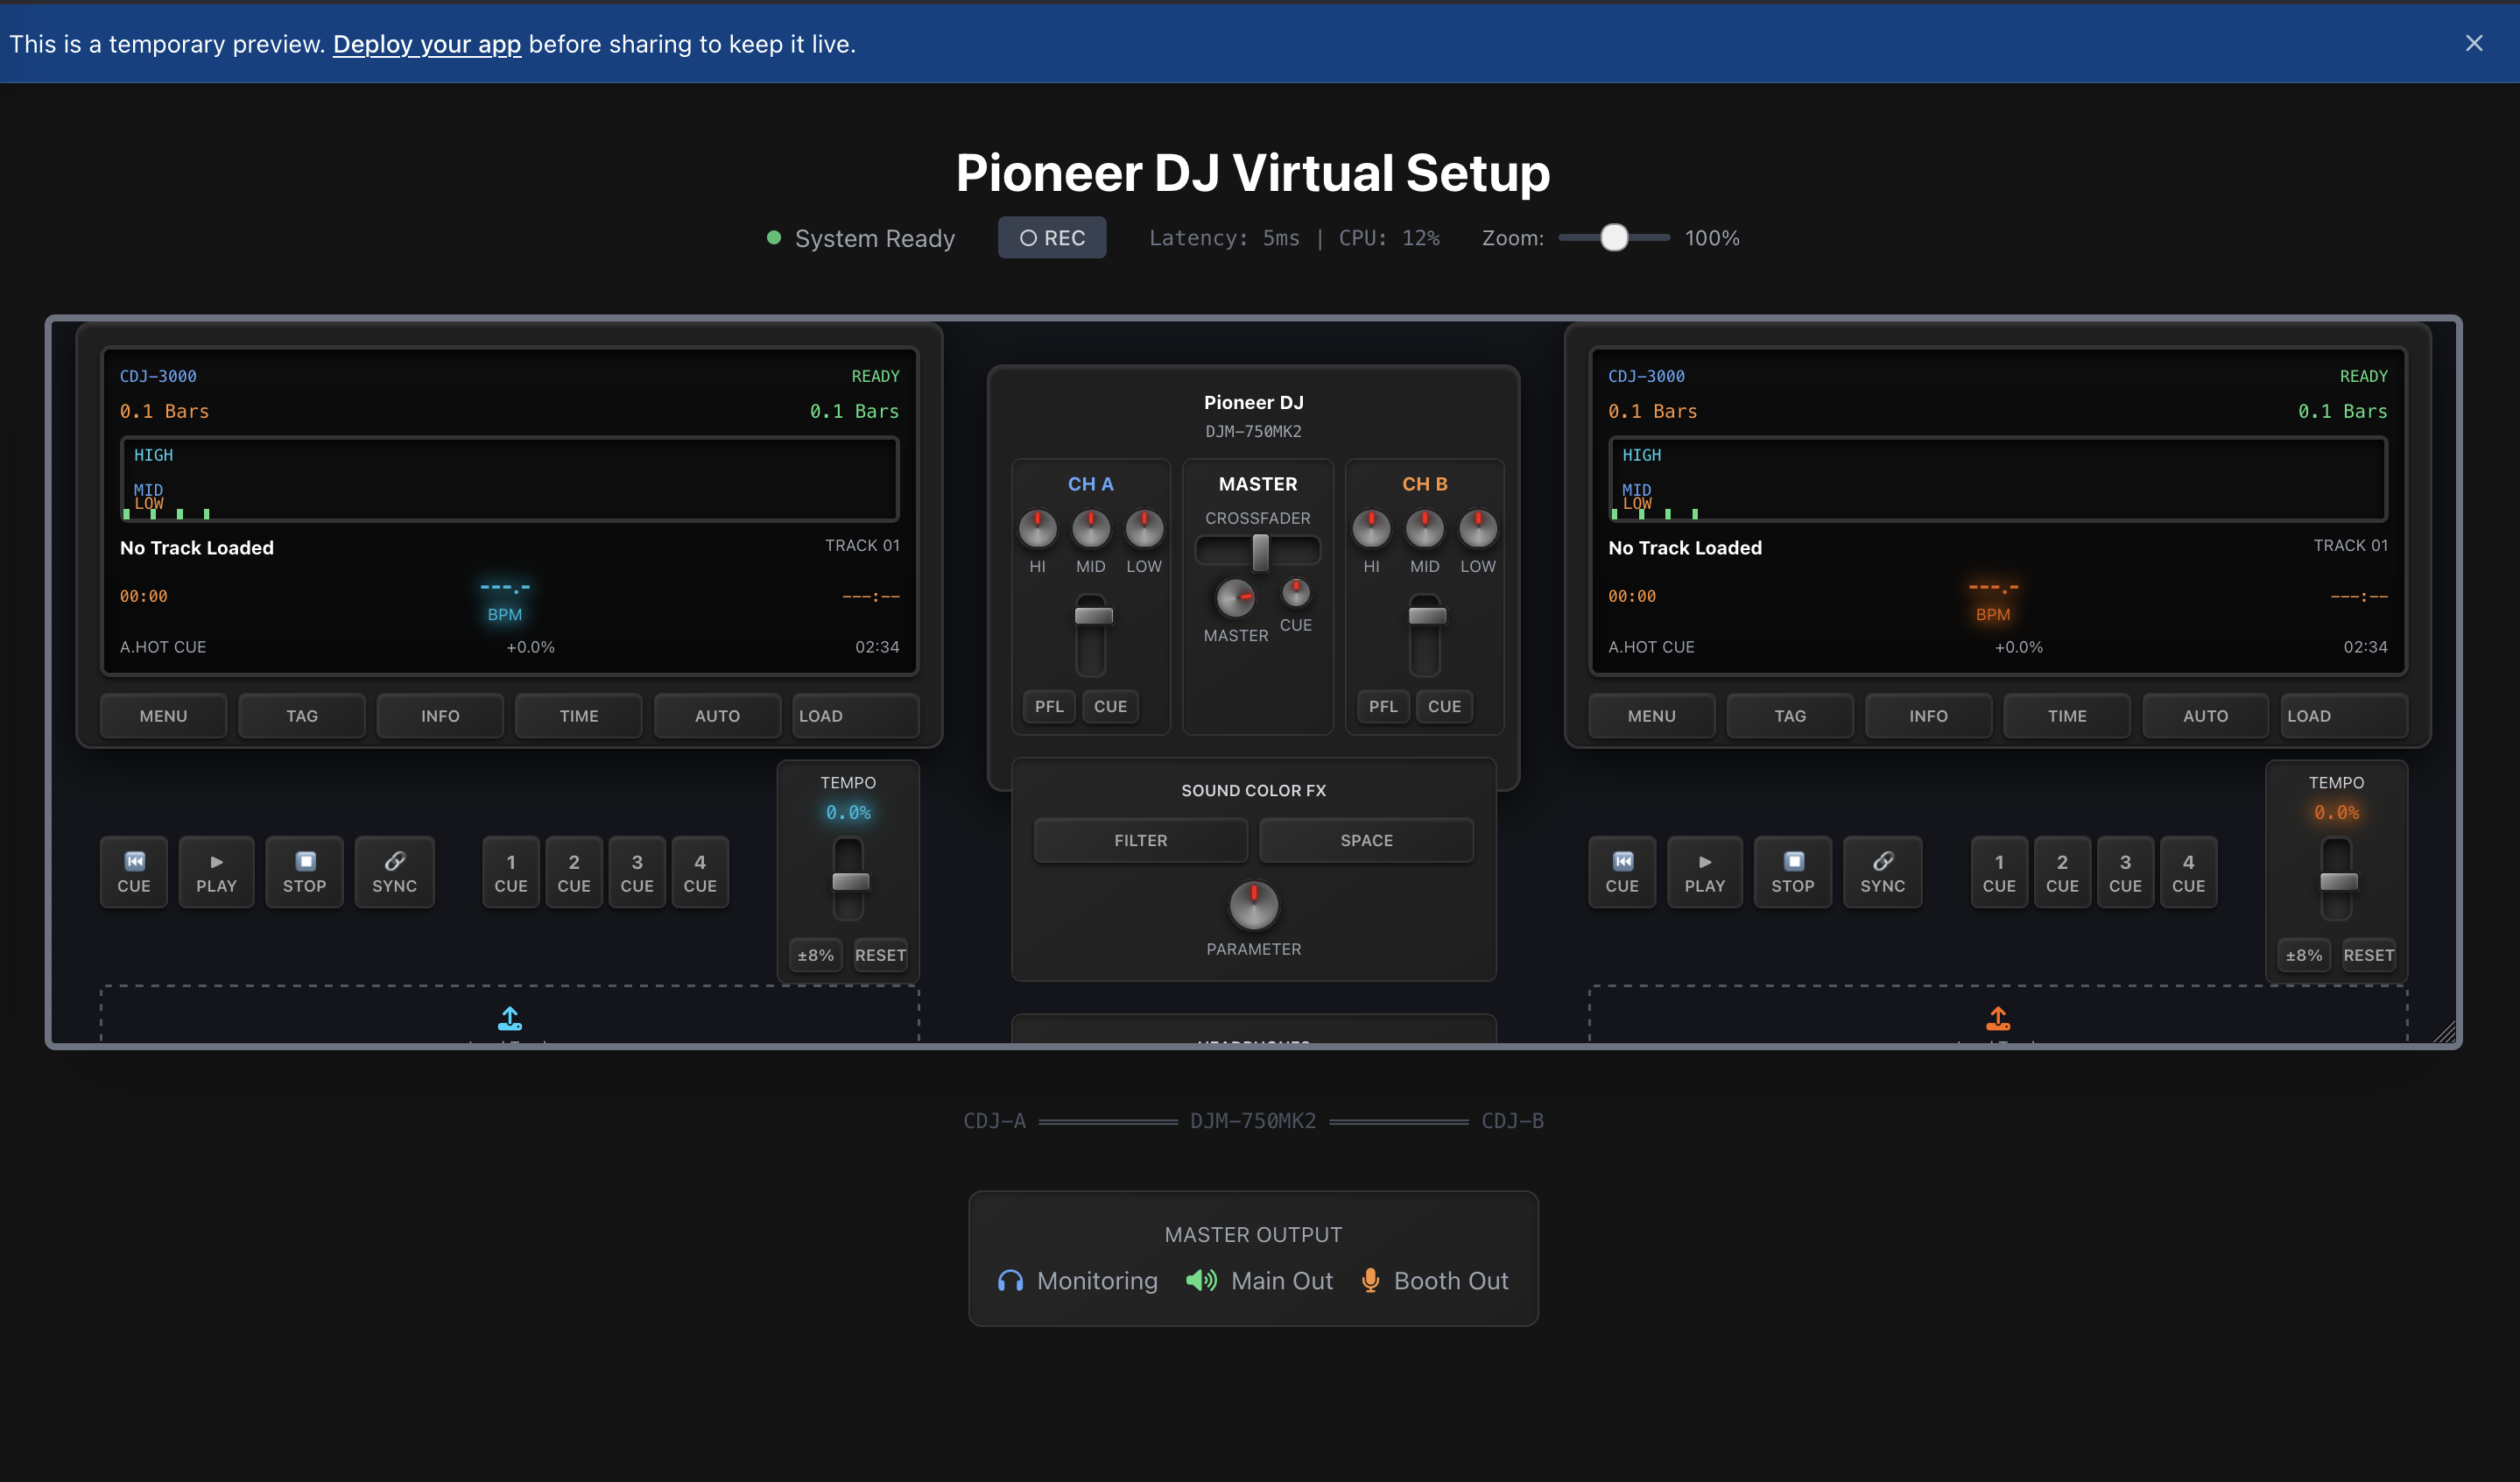 This is a temporary preview. Deploy your app before sharing to keep it live.
Pioneer DJ Virtual Setup
System Ready
REC
Latency: 5ms | CPU: 12%
Zoom:
100%
CDJ-3000
READY
0.1 Bars
0.1 Bars
HIGH
MID
LOW
No Track Loaded
TRACK 01
00:00
---.-
---:--
BPM
A.HOT CUE
+0.0%
02:34
MENU
TAG
INFO
TIME
AUTO
LOAD
TEMPO
0.0%
CUE
PLAY
STOP
SYNC
1
CUE
2
CUE
3
CUE
4
CUE
±8%
RESET
Pioneer DJ
DJM-750MK2
CH A
HI
MID
LOW
PFL
CUE
MASTER
CROSSFADER
MASTER
CUE
CH B
HI
MID
LOW
PFL
CUE
SOUND COLOR FX
FILTER
SPACE
PARAMETER
CDJ-3000
READY
0.1 Bars
0.1 Bars
HIGH
MID
LOW
No Track Loaded
TRACK 01
00:00
---.-
---:--
BPM
A.HOT CUE
+0.0%
02:34
MENU
TAG
INFO
TIME
AUTO
LOAD
TEMPO
0.0%
CUE
PLAY
STOP
SYNC
1
CUE
2
CUE
3
CUE
4
CUE
±8%
RESET
CDJ-A
DJM-750MK2
CDJ-B
MASTER OUTPUT
Monitoring
Main Out
Booth Out